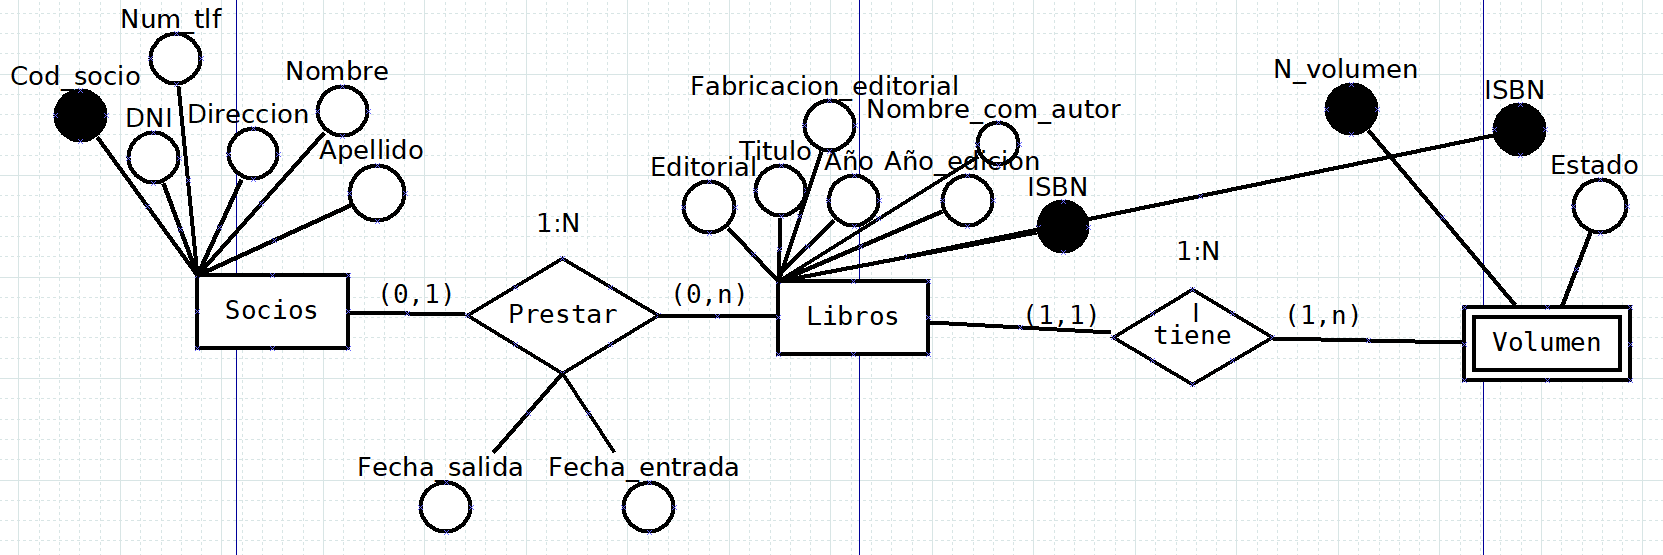 Num_tlf
Cod_socio
Nombre
DNI
Direccion
Apellido
1:N
Socios
(0,1)
Prestar
(0,n)
Fecha_salida
Fecha_entrada
Fabricacion_editorial
Nombre_com_autor
Editorial
Titulo
Año
Año_edicion
ISBN
Libros
(1,1)
1:N
I
tiene
(1,n)
N_volumen
ISBN
Estado
Volumen